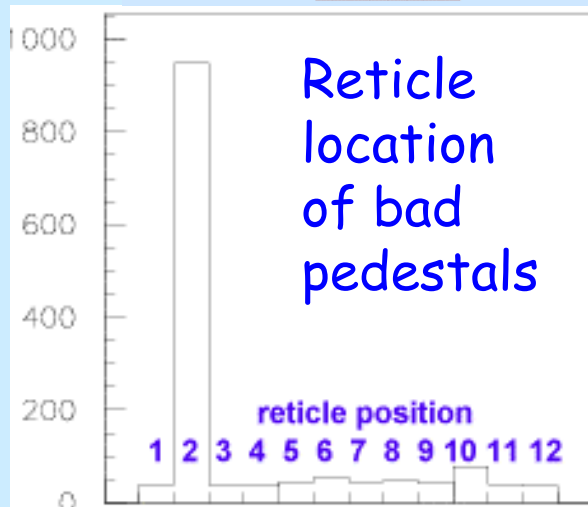 1000
800
600
400
200
0
Reticle
location
of bad
pedestals
reticle position
1 2 3 4 5 6 7 8 9 10 11 12